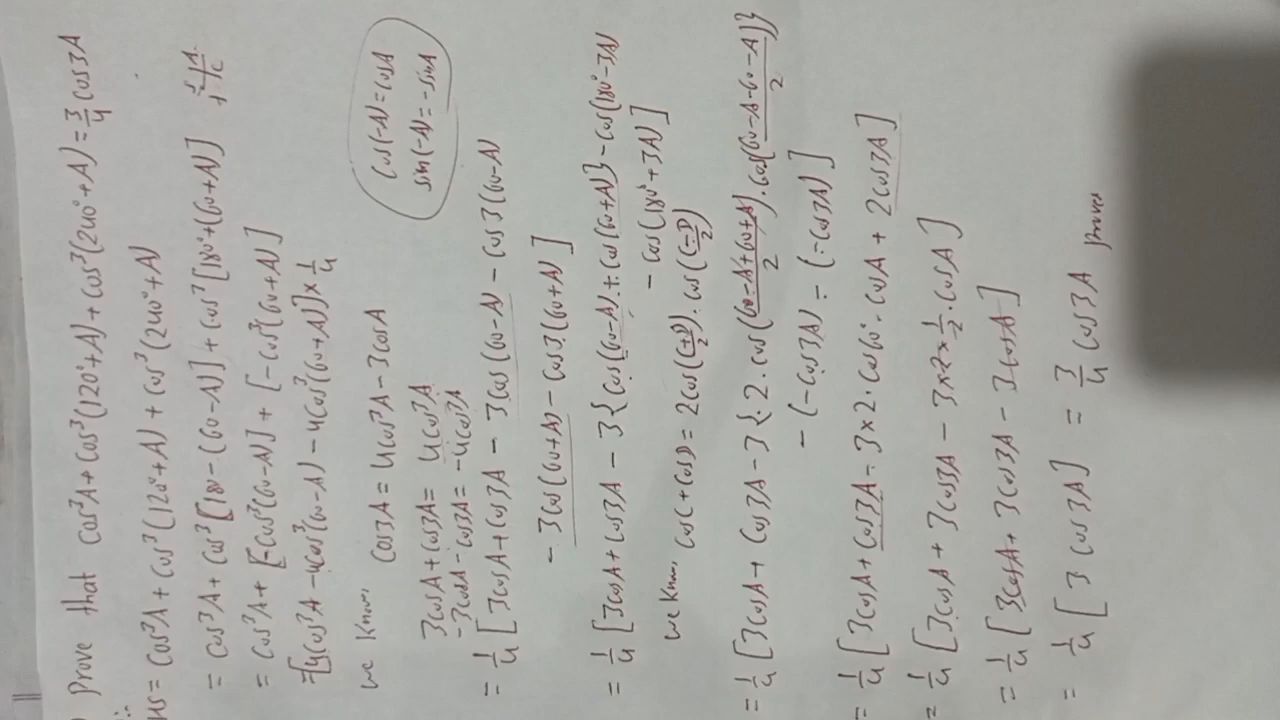 Prove that cos³A + cos³(120°+A) + cos³(240°+A) = 3/4 cos3A
∴
HS = cos³A + cos³(120+A) + cos³(240°+A)
= cos³A + cos³[180-(60-A)] + cos³[180°+(60+A)]
S|A
T|C
= cos³A + [-cos³(60-A)] + [-cos³(60+A)]
=[4cos³A - 4cos³(60-A) - 4cos³(60+A)]×1/4
we know cos3A = 4cos³A - 3cosA
cos(-A) = cosA
sin(-A) = -sinA
3cosA + cos3A = 4cos³A
-3cosA - cos3A = -4cos³A
= 1/4 [3cosA + cos3A - 3cos(60-A) - cos3(60-A)
- 3cos(60+A) - cos3(60+A)]
= 1/4 [3cosA + cos3A - 3{cos(60-A) + cos(60+A)} - cos(180°-3A)
- cos(180°+3A)]
we know, cosC + cosD = 2cos((C+D)/2).cos((C-D)/2)
= 1/4 [3cosA + cos3A - 3{2.cos((60-A+60+A)/2).cos((60-A-60-A)/2)}
- (-cos3A) - (-cos3A)]
= 1/4 [3cosA + cos3A - 3×2.cos60°.cosA + 2cos3A]
= 1/4 [3cosA + 3cos3A - 3×2×1/2.cosA]
= 1/4 [3cosA + 3cos3A - 3cosA]
= 1/4 [3cos3A] = 3/4 cos3A proved